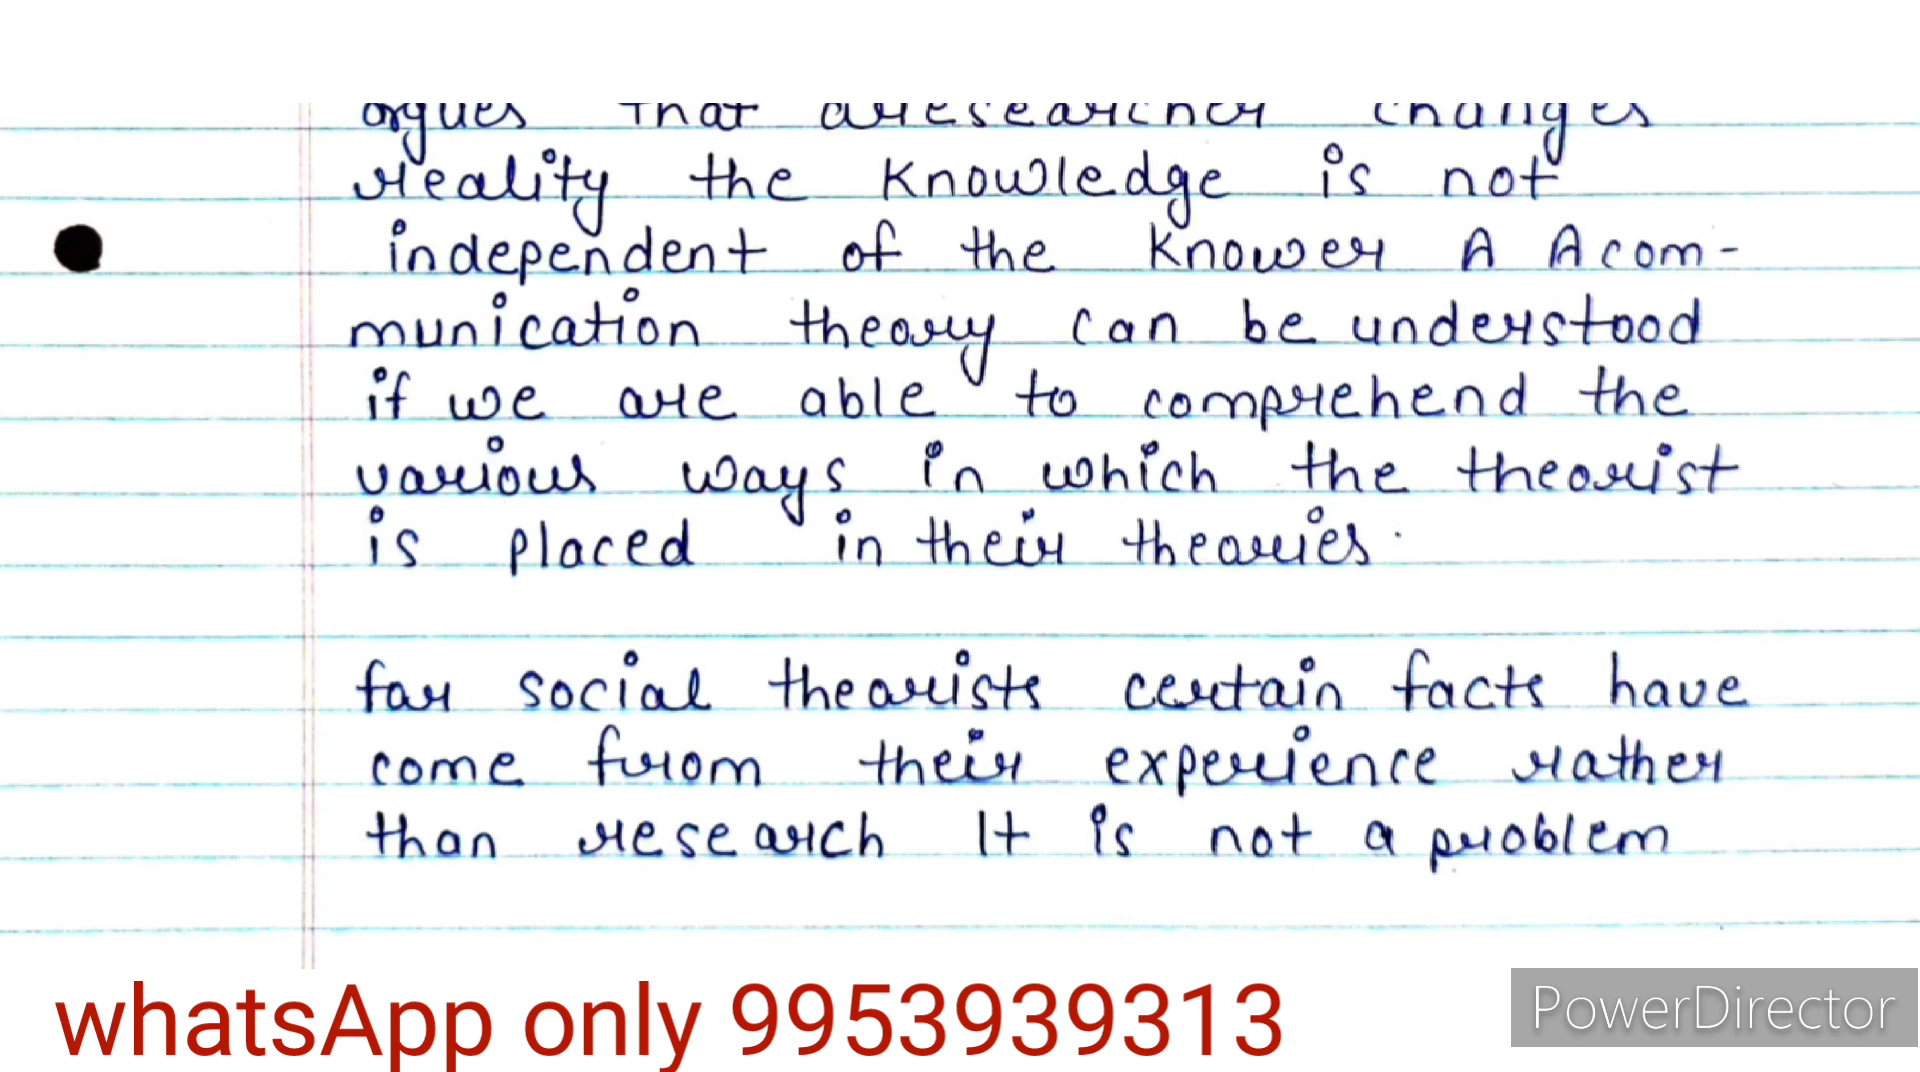 argues that a researcher changes
reality the Knowledge is not
independent of the Knower A A com-
munication theory can be understood
if we are able to comprehend the
various ways in which the theorist
is placed in their theories.
for social theorists certain facts have
come from their experience rather
than research It is not a problem
whatsApp only 9953939313
PowerDirector